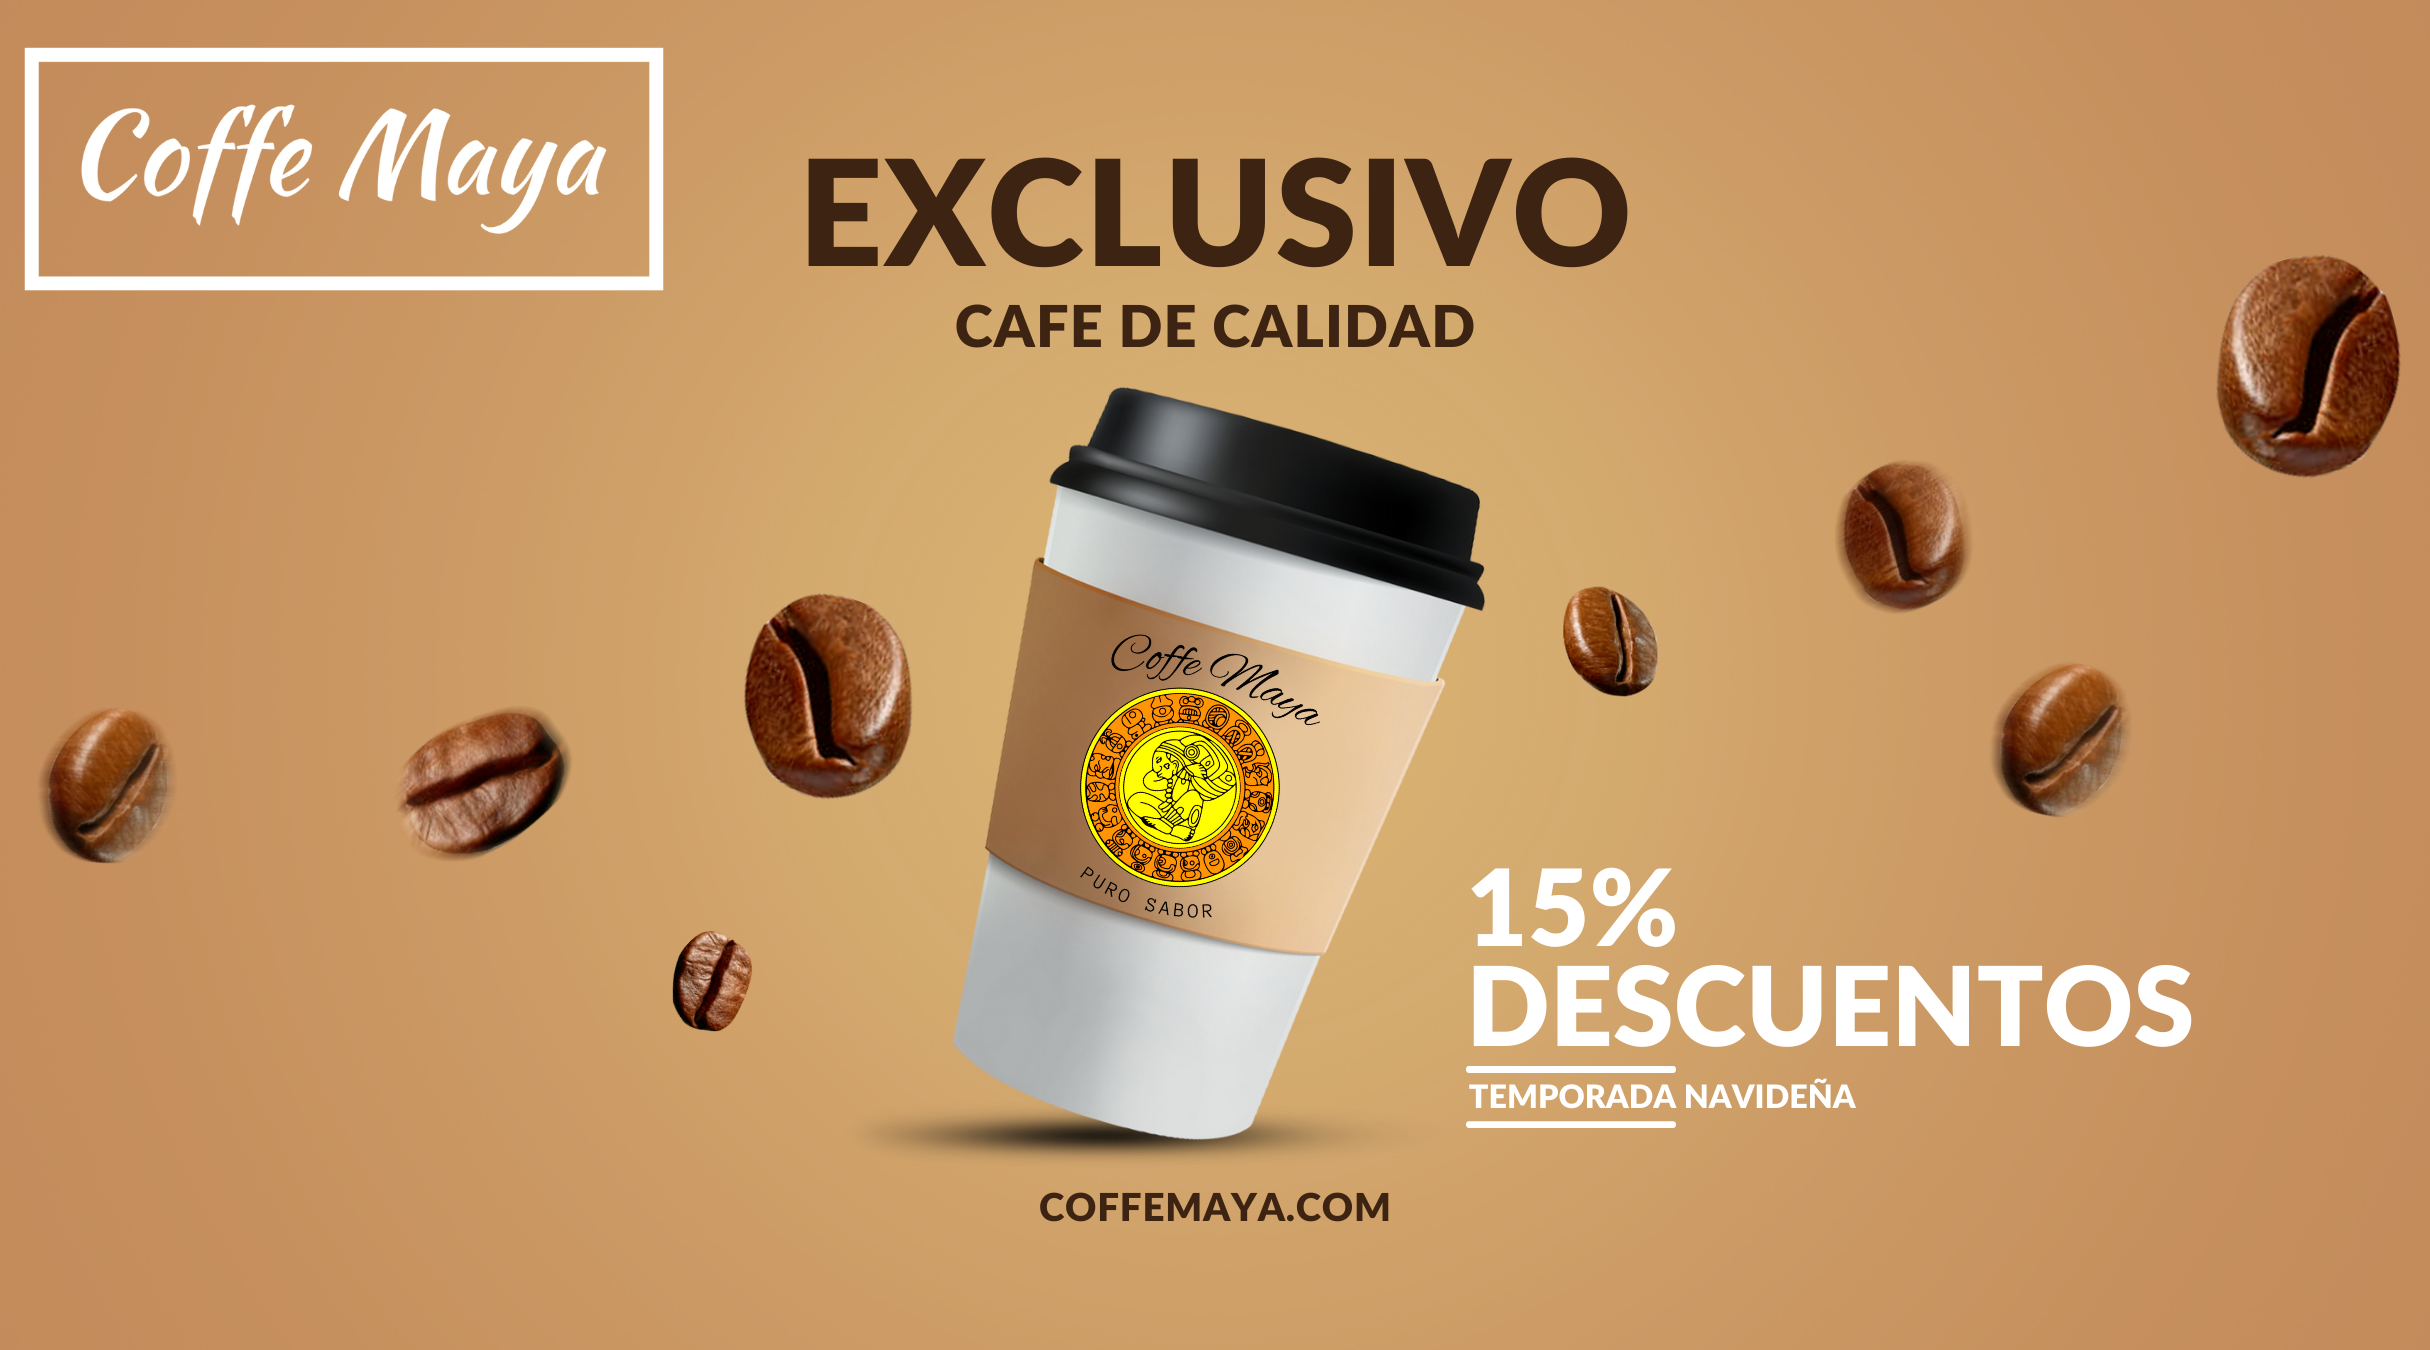 Coffe Maya
EXCLUSIVO
CAFE DE CALIDAD
Coffe Maya
PURO SABOR
15%
DESCUENTOS
TEMPORADA NAVIDEÑA
COFFEMAYA.COM